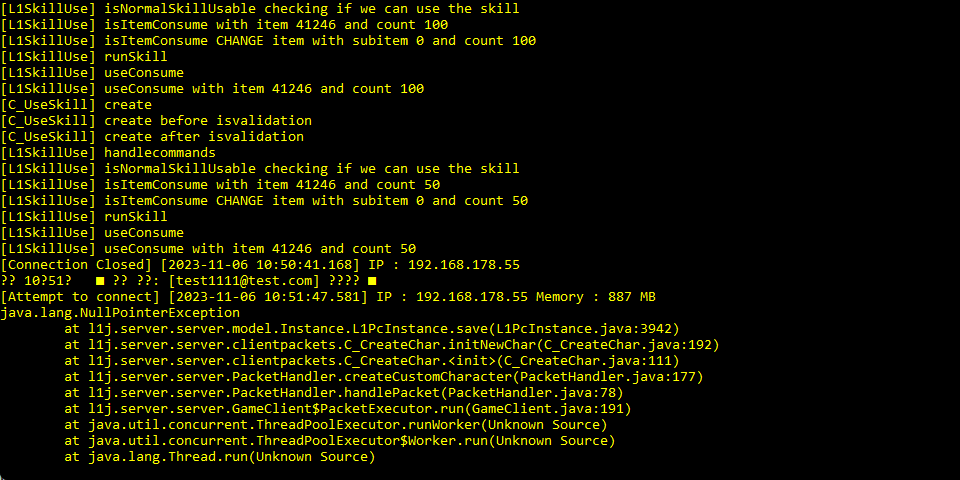 [L1SkillUse] isNormalSkillUsable checking if we can use the skill
[L1SkillUse] isItemConsume with item 41246 and count 100
[L1SkillUse] isItemConsume CHANGE item with subitem 0 and count 100
[L1SkillUse] runSkill
[L1SkillUse] useConsume
[L1SkillUse] useConsume with item 41246 and count 100
[C_UseSkill] create
[C_UseSkill] create before isvalidation
[C_UseSkill] create after isvalidation
[L1SkillUse] handlecommands
[L1SkillUse] isNormalSkillUsable checking if we can use the skill
[L1SkillUse] isItemConsume with item 41246 and count 50
[L1SkillUse] isItemConsume CHANGE item with subitem 0 and count 50
[L1SkillUse] runSkill
[L1SkillUse] useConsume
[L1SkillUse] useConsume with item 41246 and count 50
[Connection Closed] [2023-11-06 10:50:41.168] IP : 192.168.178.55
?? 10?51?   ■ ?? ??: [test1111@test.com] ???? ■
[Attempt to connect] [2023-11-06 10:51:47.581] IP : 192.168.178.55 Memory : 887 MB
java.lang.NullPointerException
        at l1j.server.server.model.Instance.L1PcInstance.save(L1PcInstance.java:3942)
        at l1j.server.server.clientpackets.C_CreateChar.initNewChar(C_CreateChar.java:192)
        at l1j.server.server.clientpackets.C_CreateChar.<init>(C_CreateChar.java:111)
        at l1j.server.server.PacketHandler.createCustomCharacter(PacketHandler.java:177)
        at l1j.server.server.PacketHandler.handlePacket(PacketHandler.java:78)
        at l1j.server.server.GameClient$PacketExecutor.run(GameClient.java:191)
        at java.util.concurrent.ThreadPoolExecutor.runWorker(Unknown Source)
        at java.util.concurrent.ThreadPoolExecutor$Worker.run(Unknown Source)
        at java.lang.Thread.run(Unknown Source)